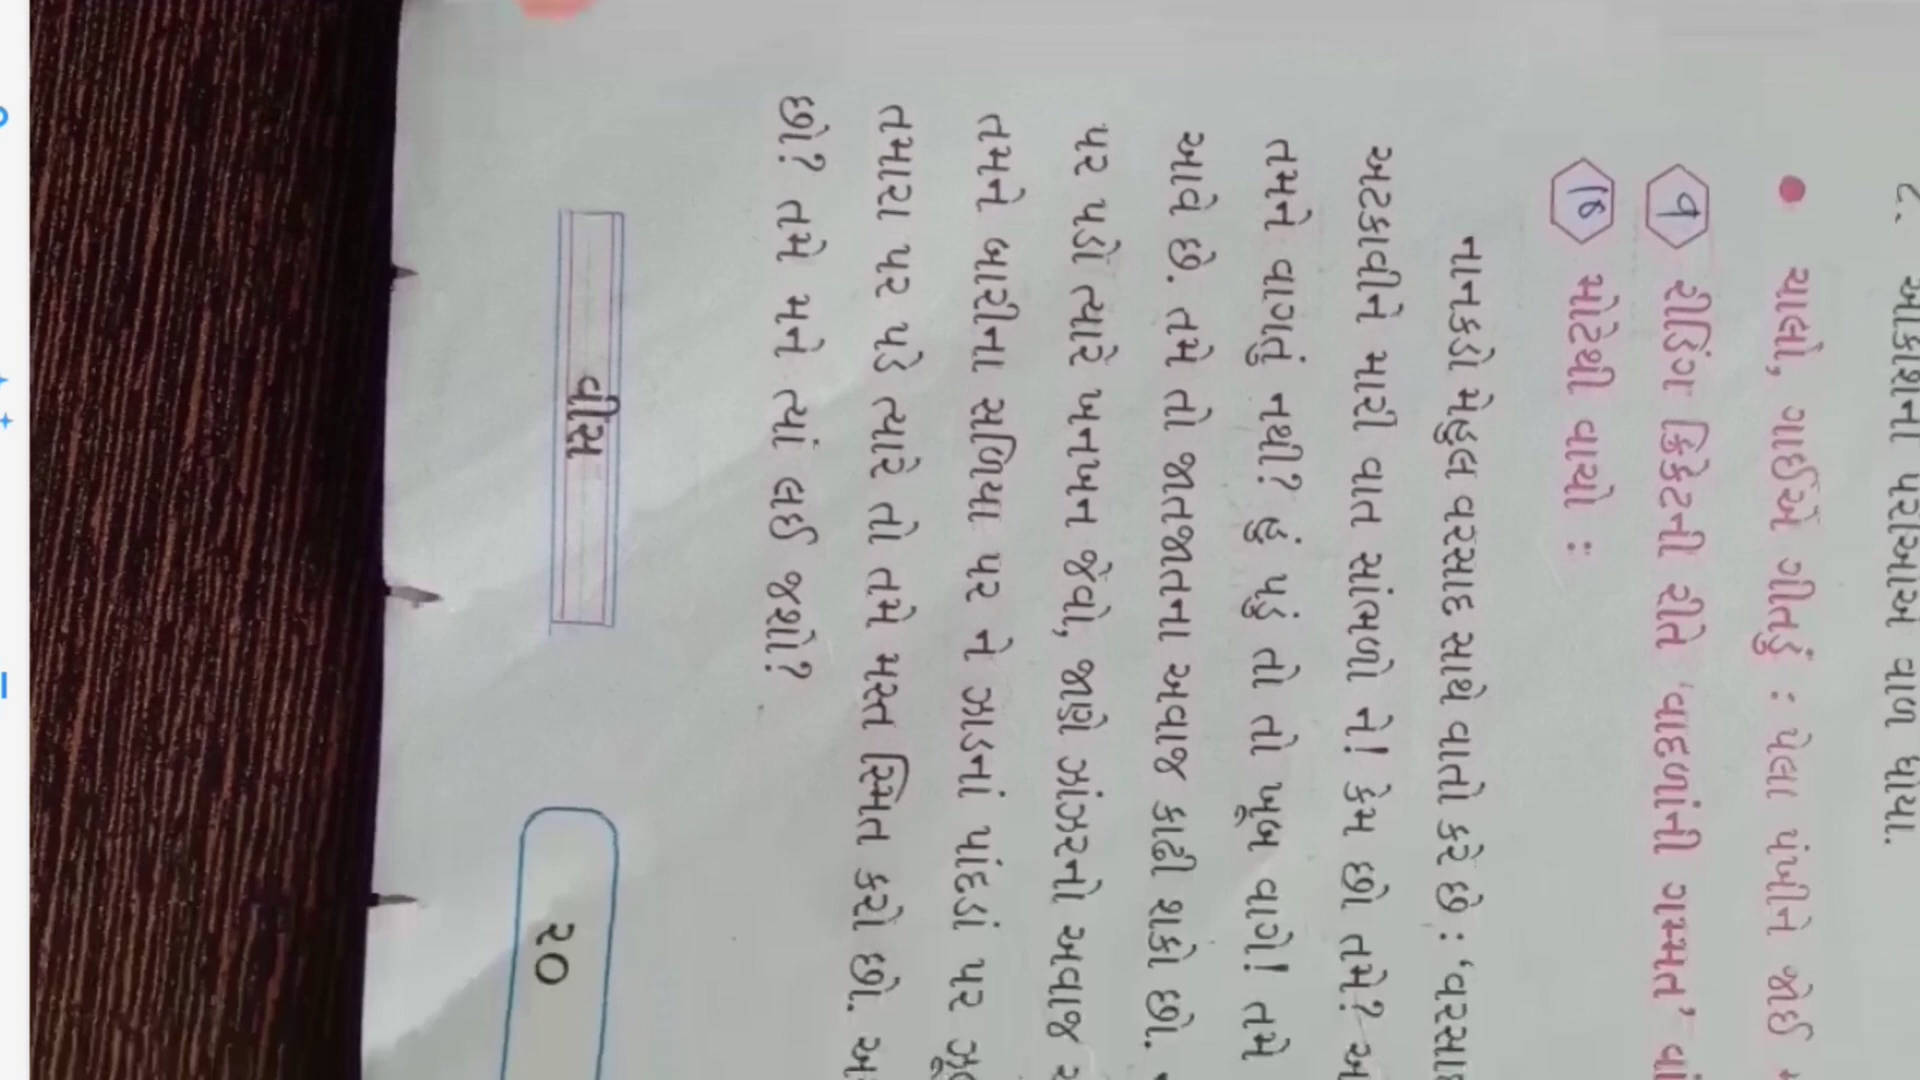 ૮. આકાશના પરીઆએ વાળ ધોયા.
● ચાલો, ગાઈએ ગીતડું : પેલા પંખીને જોઈ
૧ રીડિંગ ક્રિકેટની રીતે 'વાદળાંની ગમ્મત'
૧૭ મોટેથી વાચો :
નાનકડો મેહુલ વરસાદ સાથે વાતો કરે છે :
અટકાવીને મારી વાત સાંભળો ને! કેમ છો તમે?
તમને વાગતું નથી? હું પડું તો તો ખૂબ વાગે! તમે
આવે છે. તમે તો જાતજાતના અવાજ કાઢી શકો છો.
પર પડો ત્યારે ખનખન જેવો, જાણે ઝાંઝરનો અવાજ
તમને બારીના સળિયા પર ને ઝાડનાં પાંદડાં પર
તમારા પર પડે ત્યારે તો તમે મસ્ત સ્મિત કરો છો.
છો? તમે મને ત્યાં લઈ જશો?
વીસ
૨૦